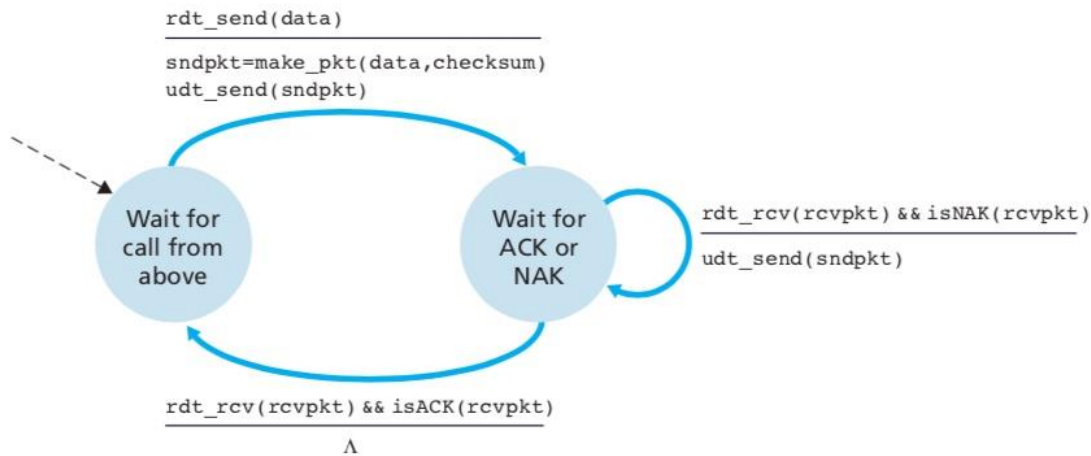 rdt_send(data)
sndpkt=make_pkt(data,checksum)
udt_send(sndpkt)
Wait for
call from
above
Wait for
ACK or
NAK
rdt_rcv(rcvpkt) && isNAK(rcvpkt)
udt_send(sndpkt)
rdt_rcv(rcvpkt) && isACK(rcvpkt)
Λ